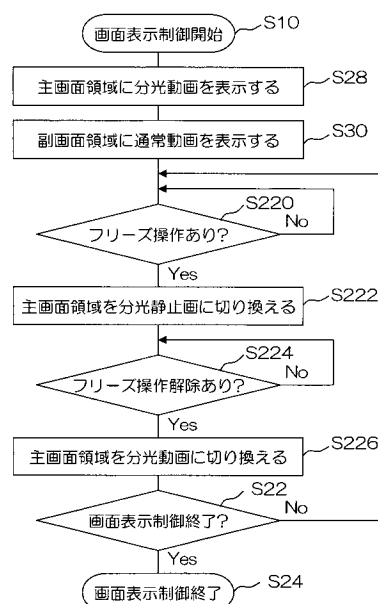 画面表示制御開始 S10
主画面領域に分光動画を表示する S28
副画面領域に通常動画を表示する S30
S220
フリーズ操作あり? No
Yes
主画面領域を分光静止画に切り換える S222
S224
フリーズ操作解除あり? No
Yes
主画面領域を分光動画に切り換える S226
S22
画面表示制御終了? No
Yes
画面表示制御終了 S24